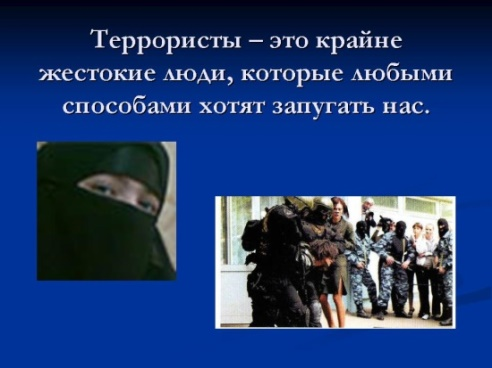 Террористы – это крайне
жестокие люди, которые любыми
способами хотят запугать нас.